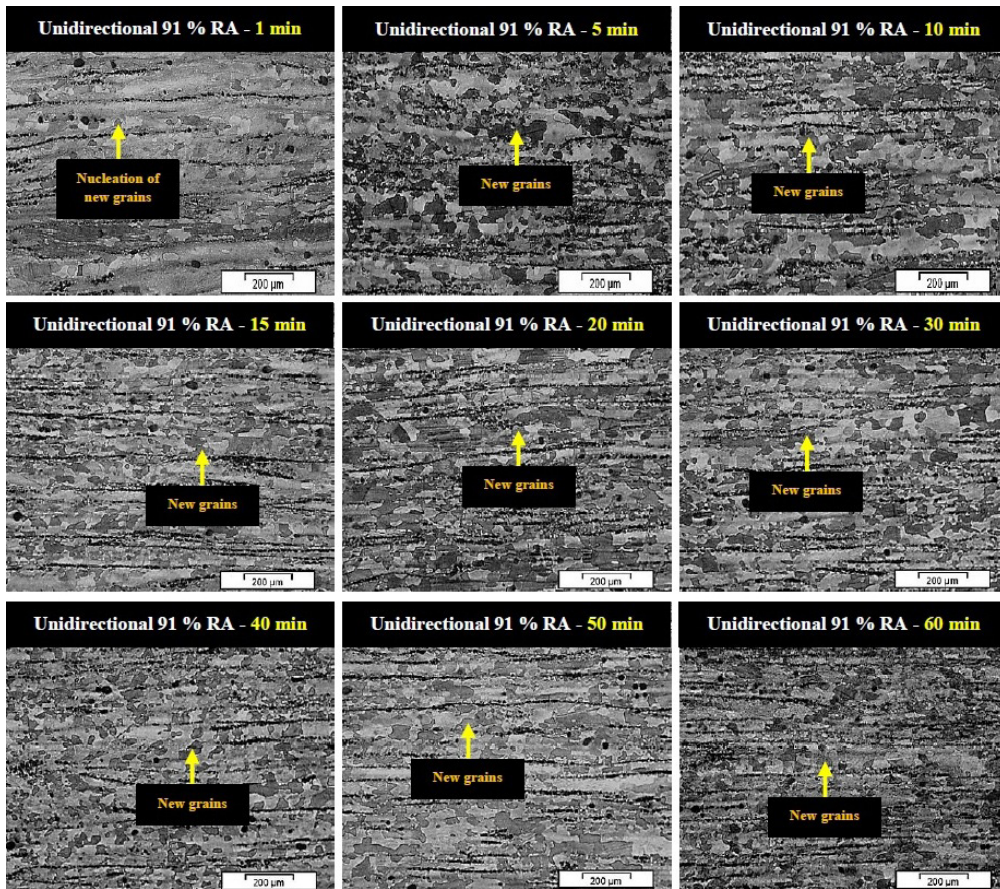 Unidirectional 91 % RA - 1 min
Nucleation of
new grains
200 µm
Unidirectional 91 % RA - 5 min
New grains
200 µm
Unidirectional 91 % RA - 10 min
New grains
200 µm
Unidirectional 91 % RA - 15 min
New grains
200 µm
Unidirectional 91 % RA - 20 min
New grains
200 µm
Unidirectional 91 % RA - 30 min
New grains
200 µm
Unidirectional 91 % RA - 40 min
New grains
200 µm
Unidirectional 91 % RA - 50 min
New grains
200 µm
Unidirectional 91 % RA - 60 min
New grains
200 µm